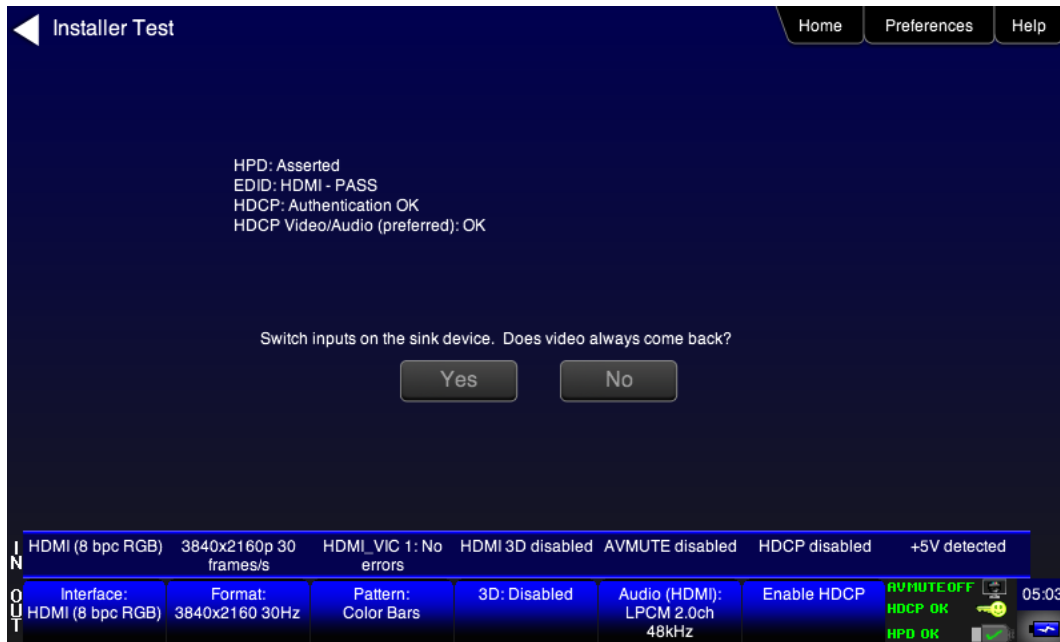 Installer Test
Home
Preferences
Help
HPD: Asserted
EDID: HDMI - PASS
HDCP: Authentication OK
HDCP Video/Audio (preferred): OK
Switch inputs on the sink device. Does video always come back?
Yes
No
IN
HDMI (8 bpc RGB)
3840x2160p 30
frames/s
HDMI_VIC 1: No
errors
HDMI 3D disabled
AVMUTE disabled
HDCP disabled
+5V detected
OUT
Interface:
HDMI (8 bpc RGB)
Format:
3840x2160 30Hz
Pattern:
Color Bars
3D: Disabled
Audio (HDMI):
LPCM 2.0ch
48kHz
Enable HDCP
AVMUTEOFF
HDCP OK
HPD OK
05:03